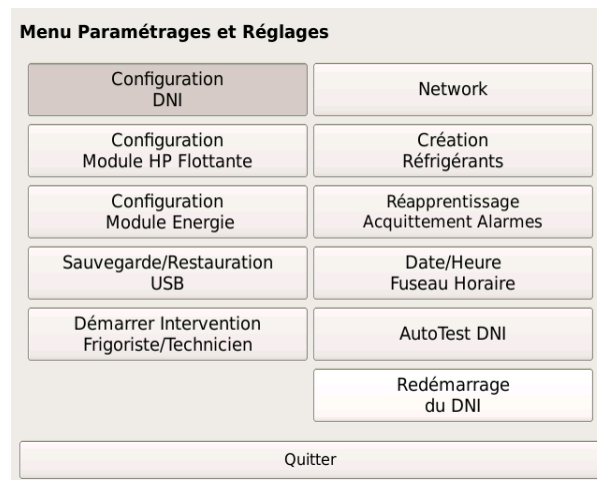 Menu Paramétrages et Réglages
Configuration
DNI
Network
Configuration
Module HP Flottante
Création
Réfrigérants
Configuration
Module Energie
Réapprentissage
Acquittement Alarmes
Sauvegarde/Restauration
USB
Date/Heure
Fuseau Horaire
Démarrer Intervention
Frigoriste/Technicien
AutoTest DNI
Redémarrage
du DNI
Quitter